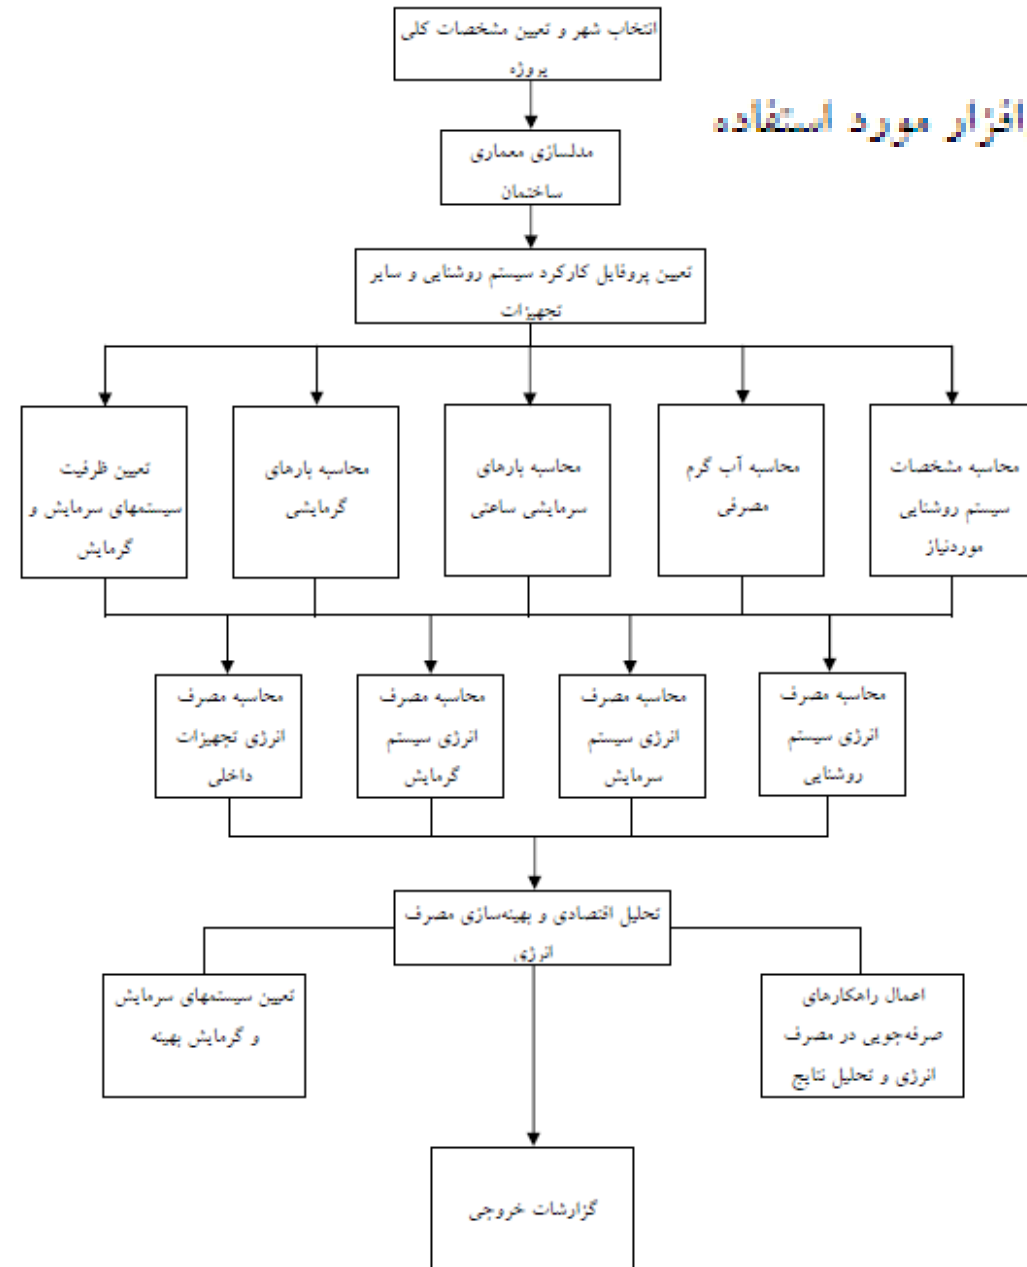 انتخاب شهر و تعیین مشخصات کلی
پروژه
افزار مورد استفاده
مدلسازی معماری
ساختمان
تعیین پروفایل کارکرد سیستم روشنایی و سایر
تجهیزات
محاسبه مشخصات
سیستم روشنایی
موردنیاز
محاسبه آب گرم
مصرفی
محاسبه بارهای
سرمایشی ساعتی
محاسبه بارهای
گرمایشی
تعیین ظرفیت
سیستمهای سرمایش و
گرمایش
محاسبه مصرف
انرژی سیستم
روشنایی
محاسبه مصرف
انرژی سیستم
سرمایش
محاسبه مصرف
انرژی سیستم
گرمایش
محاسبه مصرف
انرژی تجهیزات
داخلی
تحلیل اقتصادی و بهینه‌سازی مصرف
انرژی
اعمال راهکارهای
صرفه‌جویی در مصرف
انرژی و تحلیل نتایج
تعیین سیستمهای سرمایش
و گرمایش بهینه
گزارشات خروجی